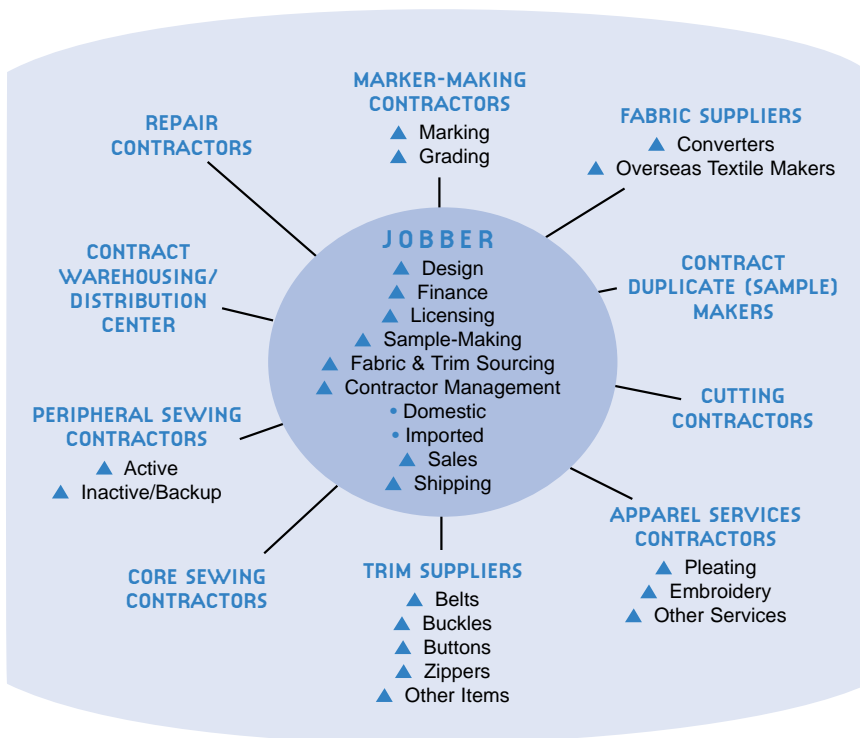 MARKER-MAKING
CONTRACTORS
▲ Marking
▲ Grading
FABRIC SUPPLIERS
▲ Converters
▲ Overseas Textile Makers
REPAIR
CONTRACTORS
JOBBER
▲ Design
▲ Finance
▲ Licensing
▲ Sample-Making
▲ Fabric & Trim Sourcing
▲ Contractor Management
• Domestic
• Imported
▲ Sales
▲ Shipping
CONTRACT
WAREHOUSING/
DISTRIBUTION
CENTER
CONTRACT
DUPLICATE (SAMPLE)
MAKERS
PERIPHERAL SEWING
CONTRACTORS
▲ Active
▲ Inactive/Backup
CUTTING
CONTRACTORS
CORE SEWING
CONTRACTORS
TRIM SUPPLIERS
▲ Belts
▲ Buckles
▲ Buttons
▲ Zippers
▲ Other Items
APPAREL SERVICES
CONTRACTORS
▲ Pleating
▲ Embroidery
▲ Other Services